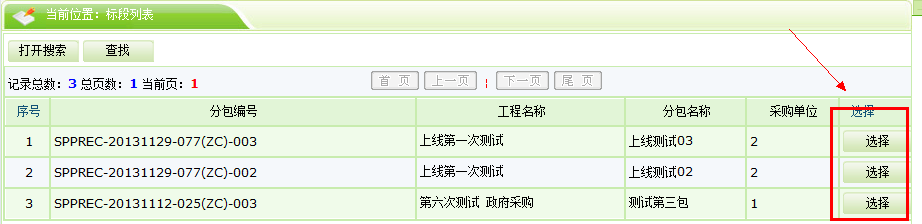 当前位置：标段列表
打开搜索 查找
记录总数：3 总页数：1 当前页：1 首 页 上一页 下一页 尾 页
序号 分包编号 工程名称 分包名称 采购单位 选择
1 SPPREC-20131129-077(ZC)-003 上线第一次测试 上线测试03 2 选择
2 SPPREC-20131129-077(ZC)-002 上线第一次测试 上线测试02 2 选择
3 SPPREC-20131112-025(ZC)-003 第六次测试 政府采购 测试第三包 1 选择